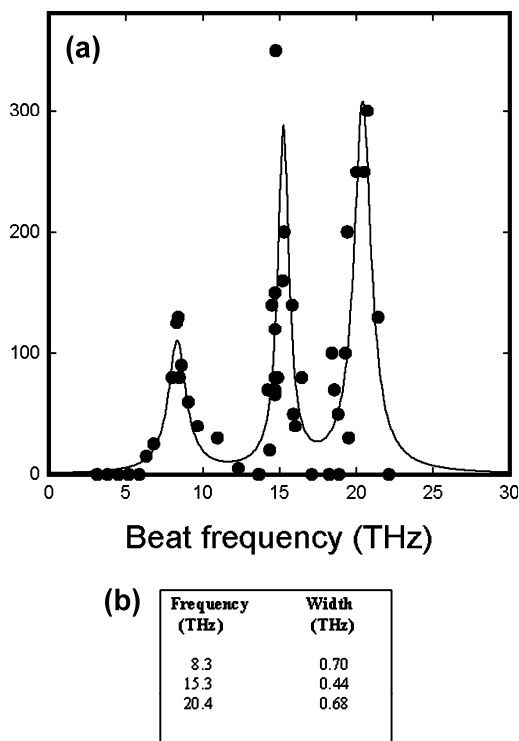 (a)
300
200
100
0
0 5 10 15 20 25 30
Beat frequency (THz)
(b)
Frequency Width
(THz) (THz)
8.3 0.70
15.3 0.44
20.4 0.68